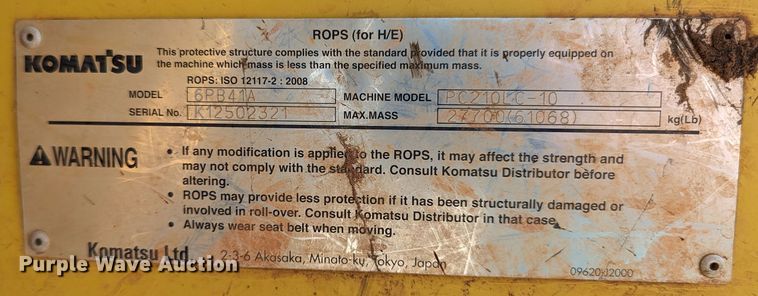 ROPS (for H/E)
KOMATSU
This protective structure complies with the standard provided that it is properly equipped on
the machine which mass is less than the specified maximum mass.
ROPS: ISO 12117-2 : 2008
MODEL 6PB41A MACHINE MODEL PC210LC-10
SERIAL No. K12502321 MAX.MASS 27700(61068) kg(Lb)
WARNING
• If any modification is applied to the ROPS, it may affect the strength and
may not comply with the standard. Consult Komatsu Distributor before
altering.
• ROPS may provide less protection if it has been structurally damaged or
involved in roll-over. Consult Komatsu Distributor in that case.
• Always wear seat belt when moving.
Komatsu Ltd. 2-3-6 Akasaka, Minato-ku, Tokyo, Japan
09620-J2000
Purple Wave Auction